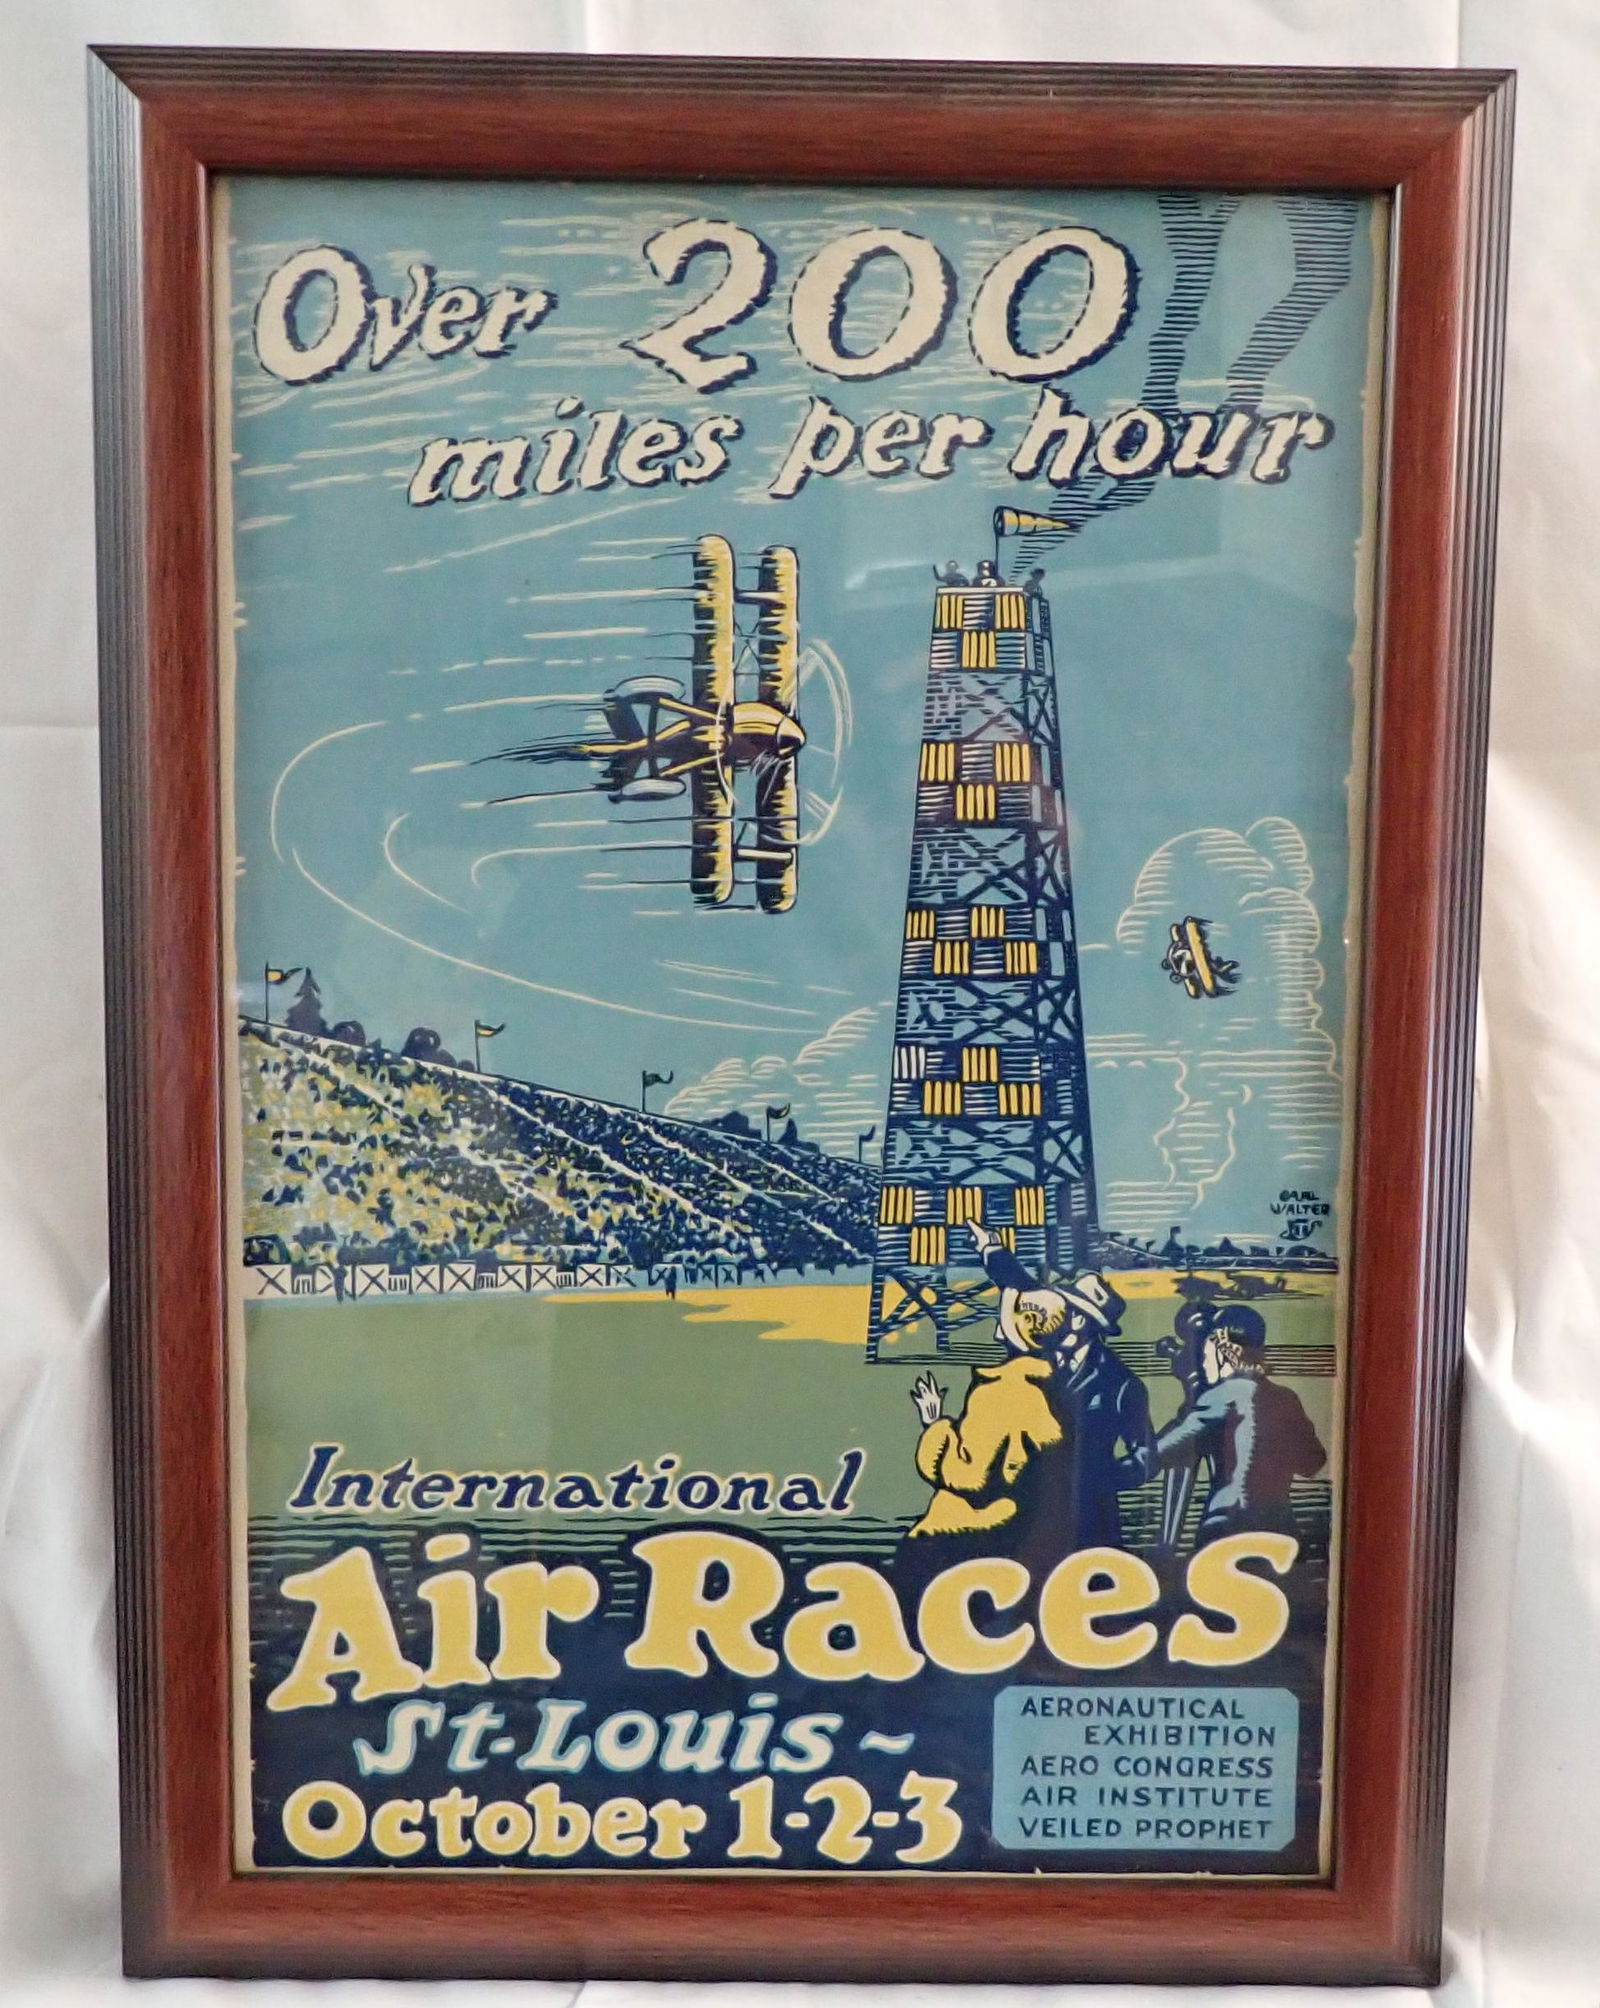 Over 200
miles per hour
CARL
WALTER
International
Air Races
St-Louis ~
October 1-2-3
AERONAUTICAL
EXHIBITION
AERO CONGRESS
AIR INSTITUTE
VEILED PROPHET